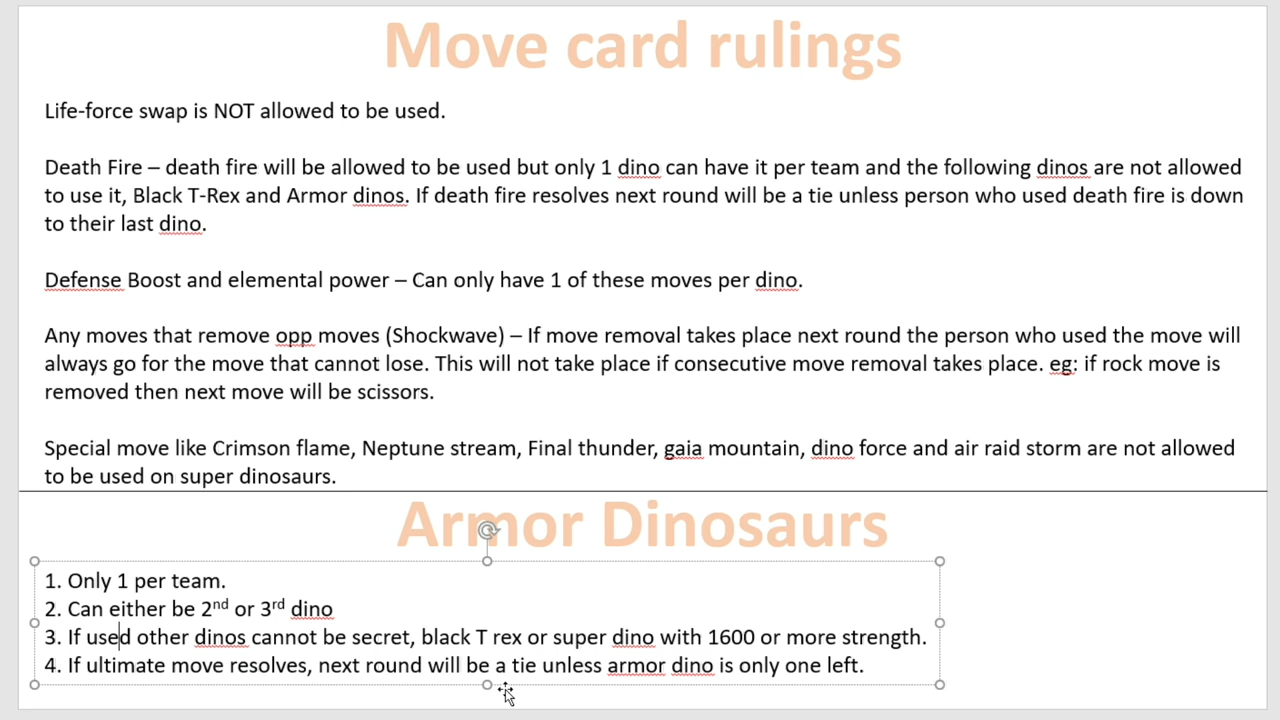 Move card rulings
Life-force swap is NOT allowed to be used.
Death Fire – death fire will be allowed to be used but only 1 dino can have it per team and the following dinos are not allowed
to use it, Black T-Rex and Armor dinos. If death fire resolves next round will be a tie unless person who used death fire is down
to their last dino.
Defense Boost and elemental power – Can only have 1 of these moves per dino.
Any moves that remove opp moves (Shockwave) – If move removal takes place next round the person who used the move will
always go for the move that cannot lose. This will not take place if consecutive move removal takes place. eg: if rock move is
removed then next move will be scissors.
Special move like Crimson flame, Neptune stream, Final thunder, gaia mountain, dino force and air raid storm are not allowed
to be used on super dinosaurs.
Armor Dinosaurs
1. Only 1 per team.
2. Can either be 2nd or 3rd dino
3. If used other dinos cannot be secret, black T rex or super dino with 1600 or more strength.
4. If ultimate move resolves, next round will be a tie unless armor dino is only one left.